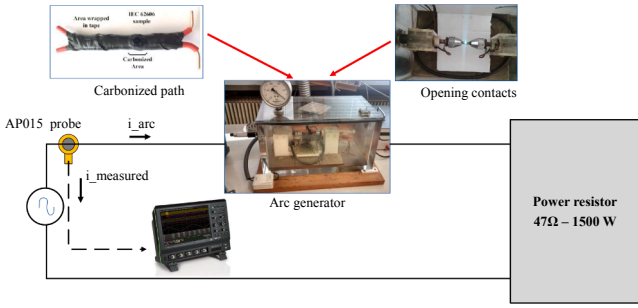 Area wrapped
in tape
IEC 62606
sample
Carbonized
Area
Carbonized path
Opening contacts
AP015 probe
i_arc
i_measured
Arc generator
Power resistor
47Ω – 1500 W